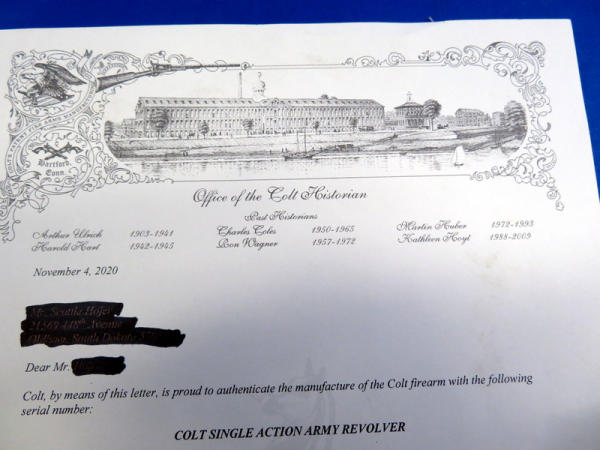 Hartford
Conn.
Office of the Colt Historian
Past Historians
Arthur Ulrich 1903-1941 Charles Coles 1950-1965 Martin Huber 1972-1993
Harold Hart 1942-1945 Ron Wagner 1957-1972 Kathleen Hoyt 1988-2009
November 4, 2020
Dear Mr.
Colt, by means of this letter, is proud to authenticate the manufacture of the Colt firearm with the following
serial number:
COLT SINGLE ACTION ARMY REVOLVER